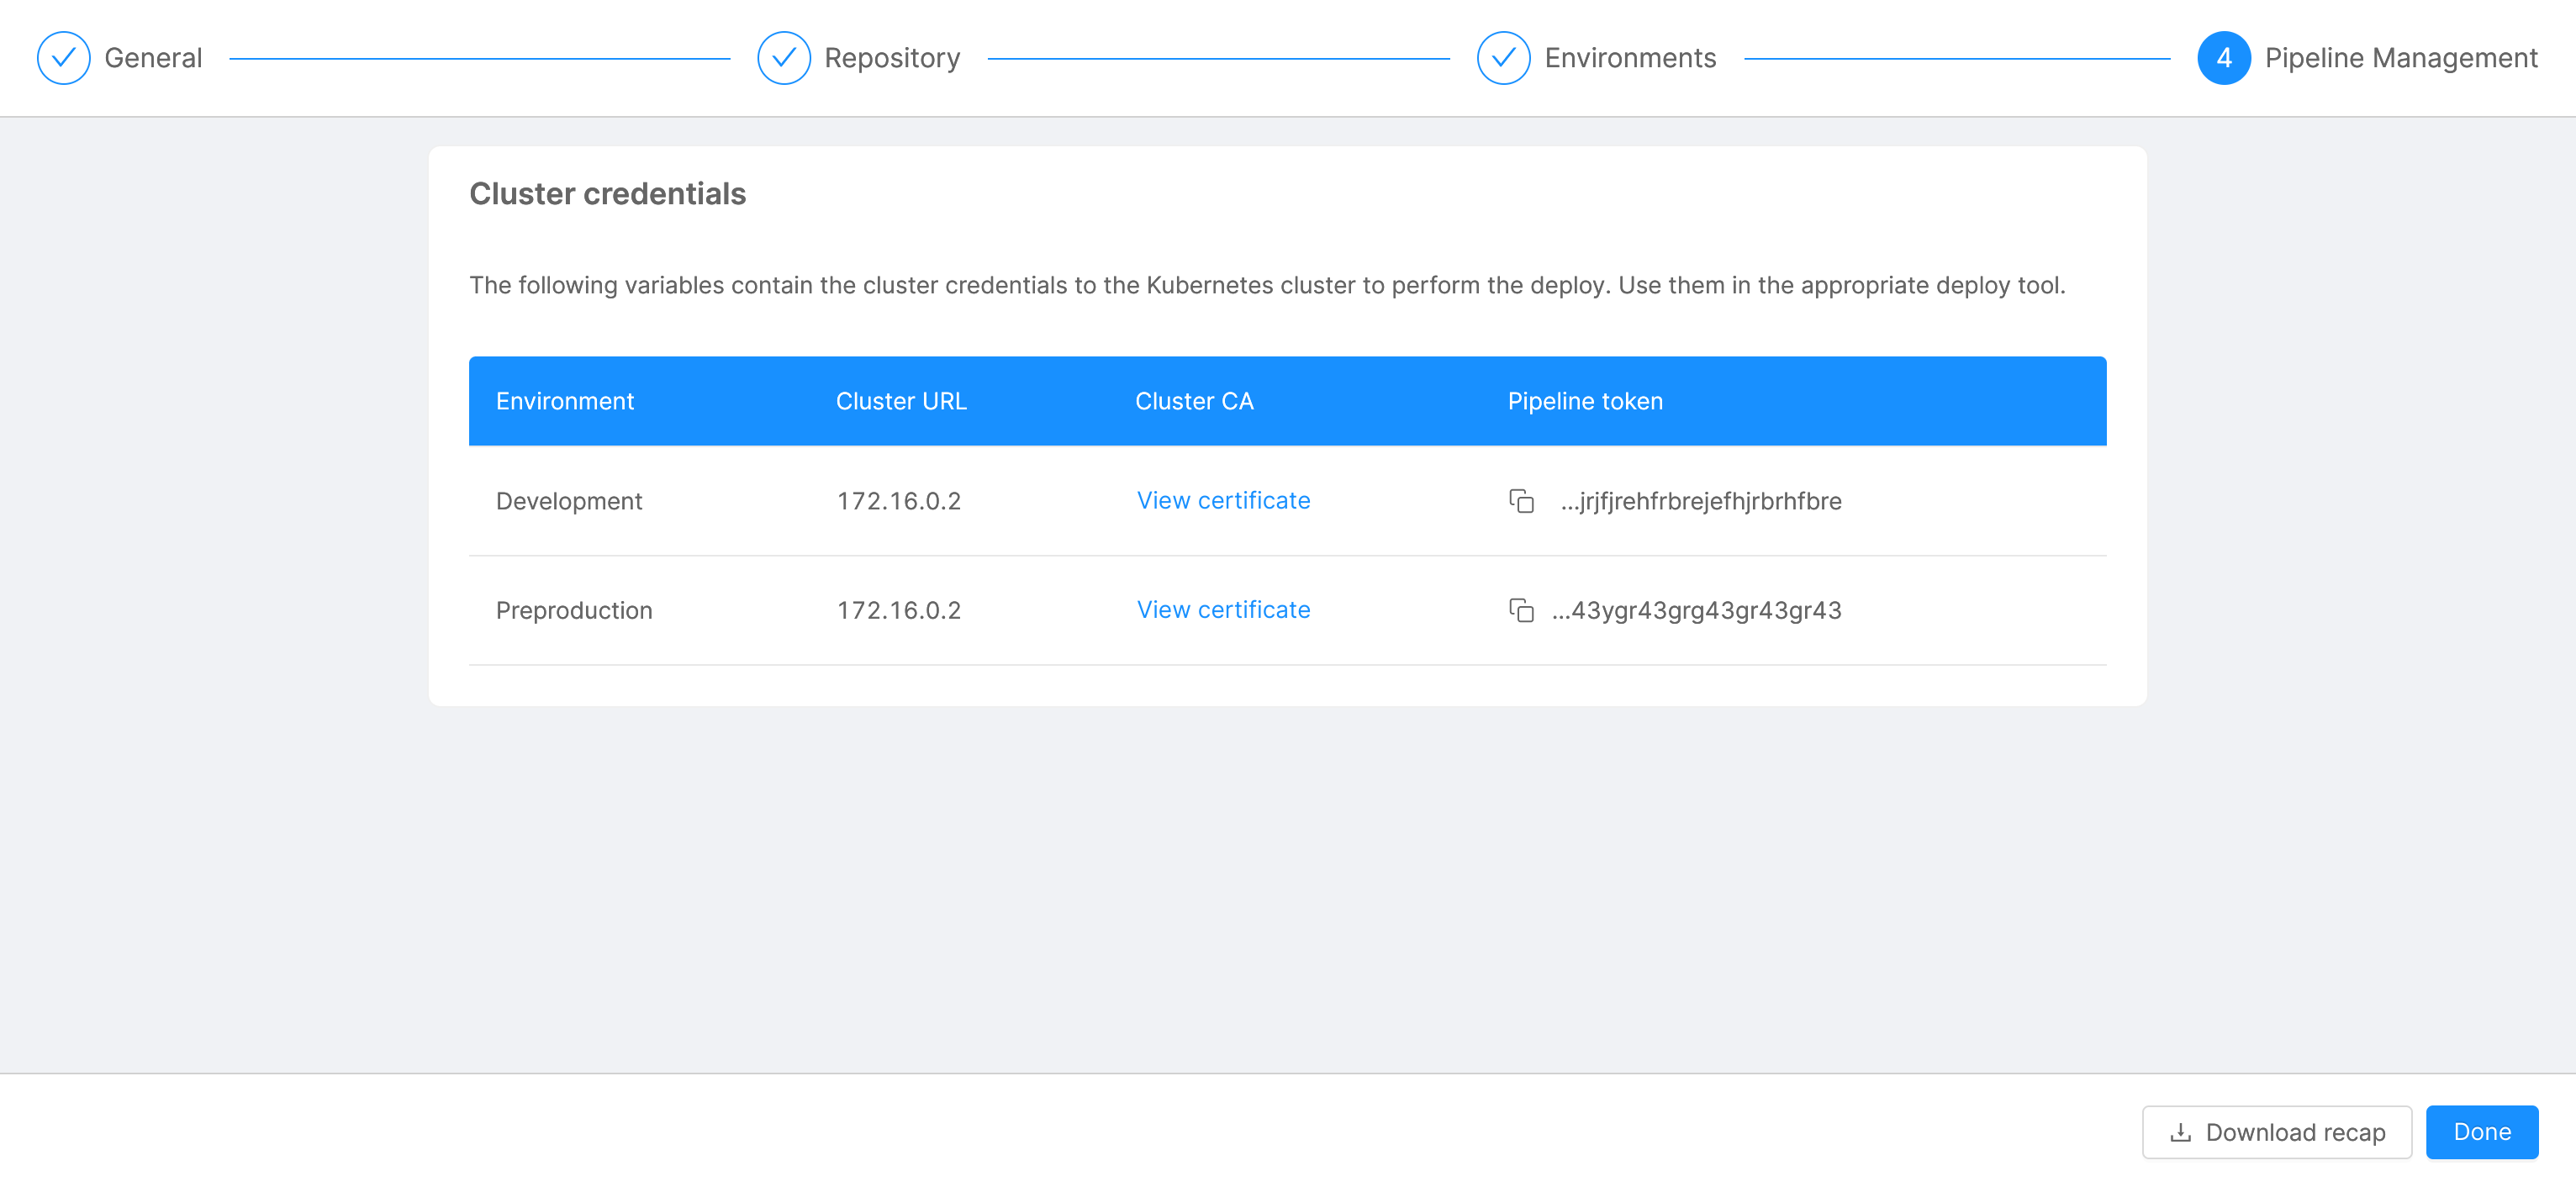 General
Repository
Environments
4 Pipeline Management
Cluster credentials
The following variables contain the cluster credentials to the Kubernetes cluster to perform the deploy. Use them in the appropriate deploy tool.
Environment Cluster URL Cluster CA Pipeline token
Development 172.16.0.2 View certificate ...jrjfjrehfrbrejefhjrbrhfbre
Preproduction 172.16.0.2 View certificate ...43ygr43grg43gr43gr43
Download recap Done